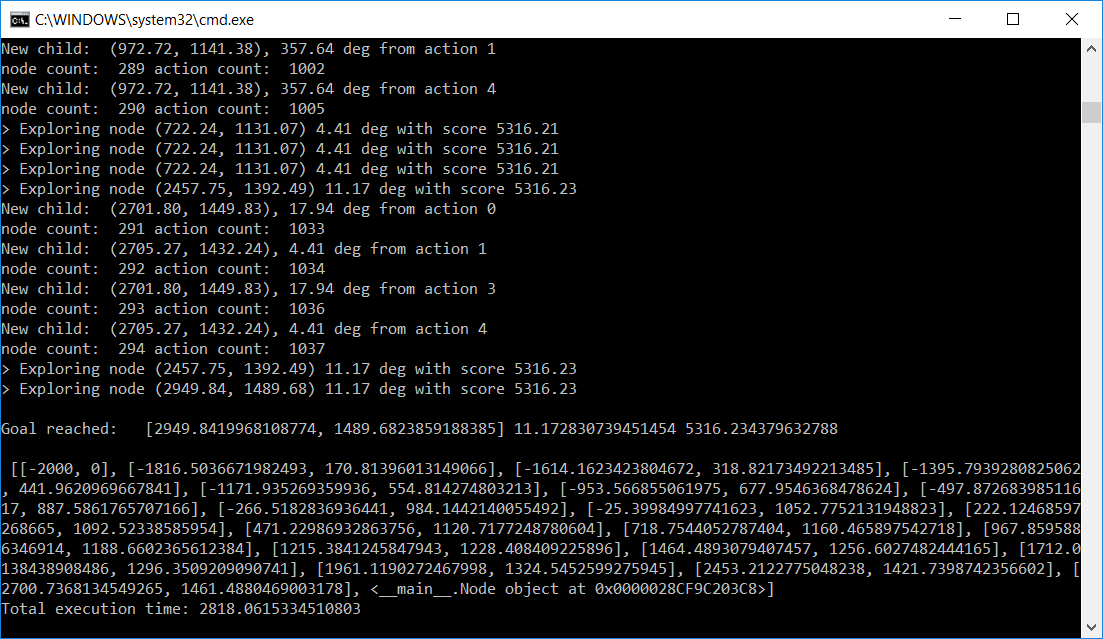 C:\WINDOWS\system32\cmd.exe
New child:  (972.72, 1141.38), 357.64 deg from action 1
node count:  289 action count:  1002
New child:  (972.72, 1141.38), 357.64 deg from action 4
node count:  290 action count:  1005
> Exploring node (722.24, 1131.07) 4.41 deg with score 5316.21
> Exploring node (722.24, 1131.07) 4.41 deg with score 5316.21
> Exploring node (722.24, 1131.07) 4.41 deg with score 5316.21
> Exploring node (2457.75, 1392.49) 11.17 deg with score 5316.23
New child:  (2701.80, 1449.83), 17.94 deg from action 0
node count:  291 action count:  1033
New child:  (2705.27, 1432.24), 4.41 deg from action 1
node count:  292 action count:  1034
New child:  (2701.80, 1449.83), 17.94 deg from action 3
node count:  293 action count:  1036
New child:  (2705.27, 1432.24), 4.41 deg from action 4
node count:  294 action count:  1037
> Exploring node (2457.75, 1392.49) 11.17 deg with score 5316.23
> Exploring node (2949.84, 1489.68) 11.17 deg with score 5316.23
Goal reached:   [2949.8419968108774, 1489.6823859188385] 11.172830739451454 5316.234379632788
[[-2000, 0], [-1816.5036671982493, 170.81396013149066], [-1614.1623423804672, 318.82173492213485], [-1395.7939280825062
, 441.9620969667841], [-1171.935269359936, 554.814274803213], [-953.566855061975, 677.9546368478624], [-497.872683985116
17, 887.5861765707166], [-266.5182836936441, 984.1442140055492], [-25.39984997741623, 1052.7752131948823], [222.12468597
268665, 1092.52338585954], [471.22986932863756, 1120.7177248780604], [718.7544052787404, 1160.465897542718], [967.859588
6346914, 1188.6602365612384], [1215.3841245847943, 1228.408409225896], [1464.4893079407457, 1256.6027482444165], [1712.0
138438908486, 1296.3509209090741], [1961.1190272467998, 1324.5452599275945], [2453.2122775048238, 1421.7398742356602], [
2700.7368134549265, 1461.4880469003178], <__main__.Node object at 0x0000028CF9C203C8>]
Total execution time: 2818.0615334510803